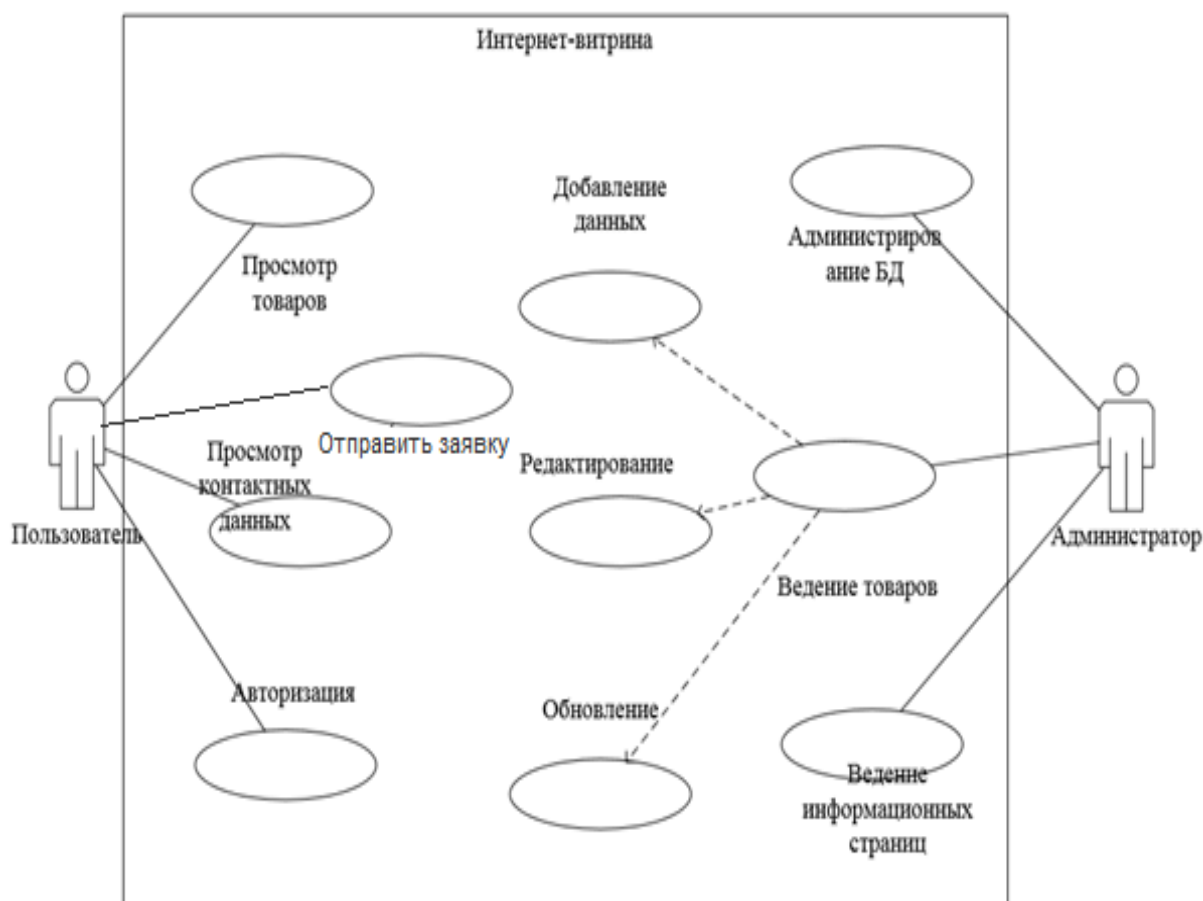 Интернет-витрина
Добавление
данных
Администриров
ание БД
Просмотр
товаров
Отправить заявку
Просмотр
контактных
данных
Редактирование
Пользователь
Администратор
Ведение товаров
Авторизация
Обновление
Ведение
информационных
страниц